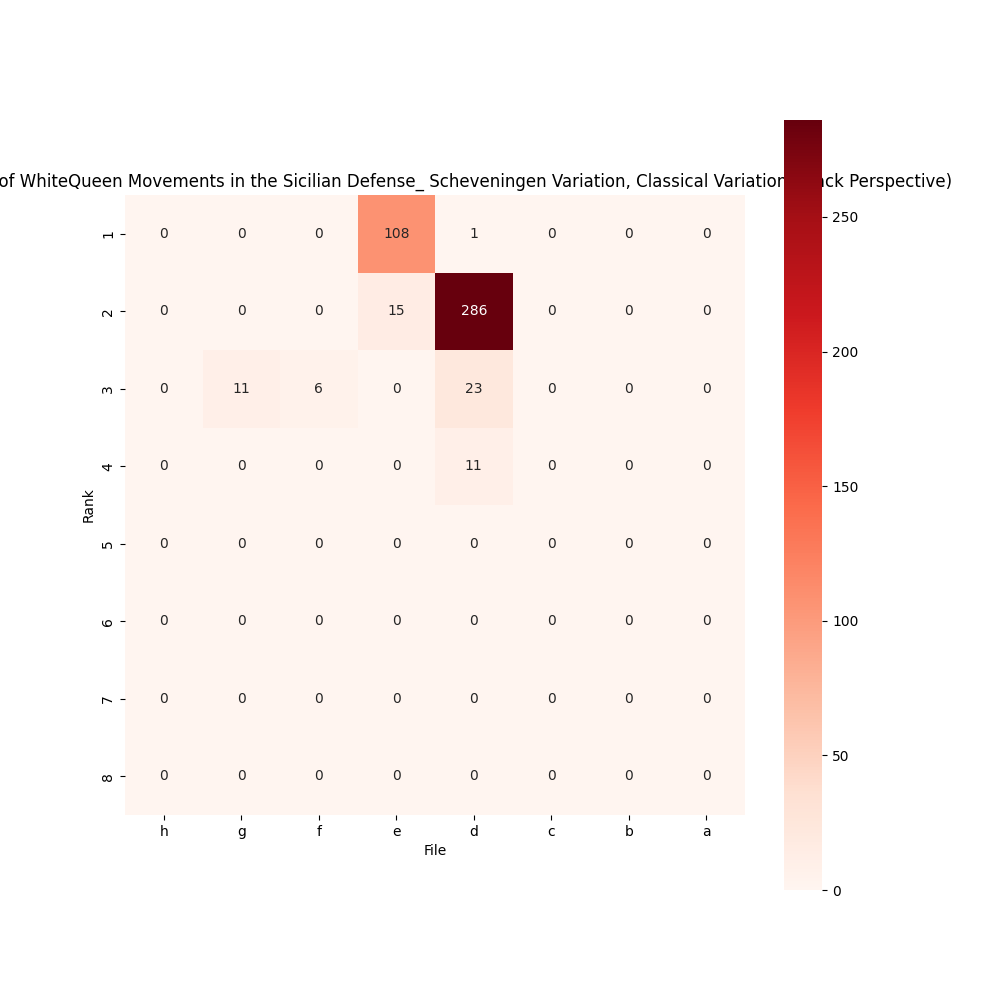 of WhiteQueen Movements in the Sicilian Defense_ Scheveningen Variation, Classical Variation ck Perspective)
250
200
150
100
50
0
Rank
1 0 0 0 108 1 0 0 0
2 0 0 0 15 286 0 0 0
3 0 11 6 0 23 0 0 0
4 0 0 0 0 11 0 0 0
5 0 0 0 0 0 0 0 0
6 0 0 0 0 0 0 0 0
7 0 0 0 0 0 0 0 0
8 0 0 0 0 0 0 0 0
h g f e d c b a
File